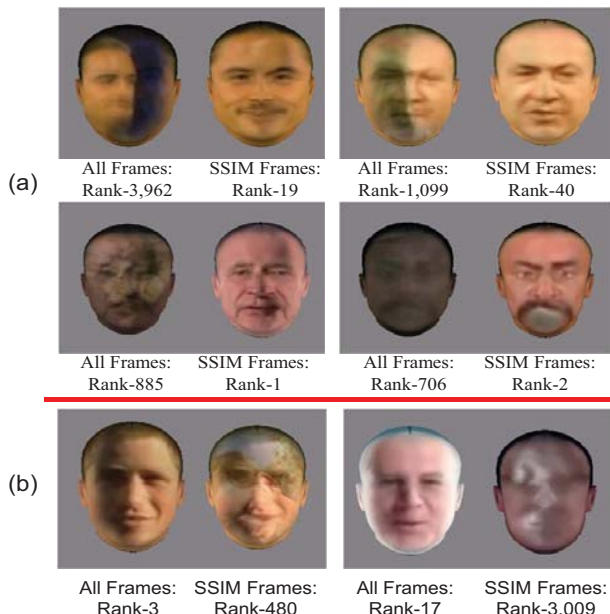 (a)
All Frames: SSIM Frames: All Frames: SSIM Frames:
Rank-3,962 Rank-19 Rank-1,099 Rank-40
All Frames: SSIM Frames: All Frames: SSIM Frames:
Rank-885 Rank-1 Rank-706 Rank-2
(b)
All Frames: SSIM Frames: All Frames: SSIM Frames:
Rank-3 Rank-480 Rank-17 Rank-3,009